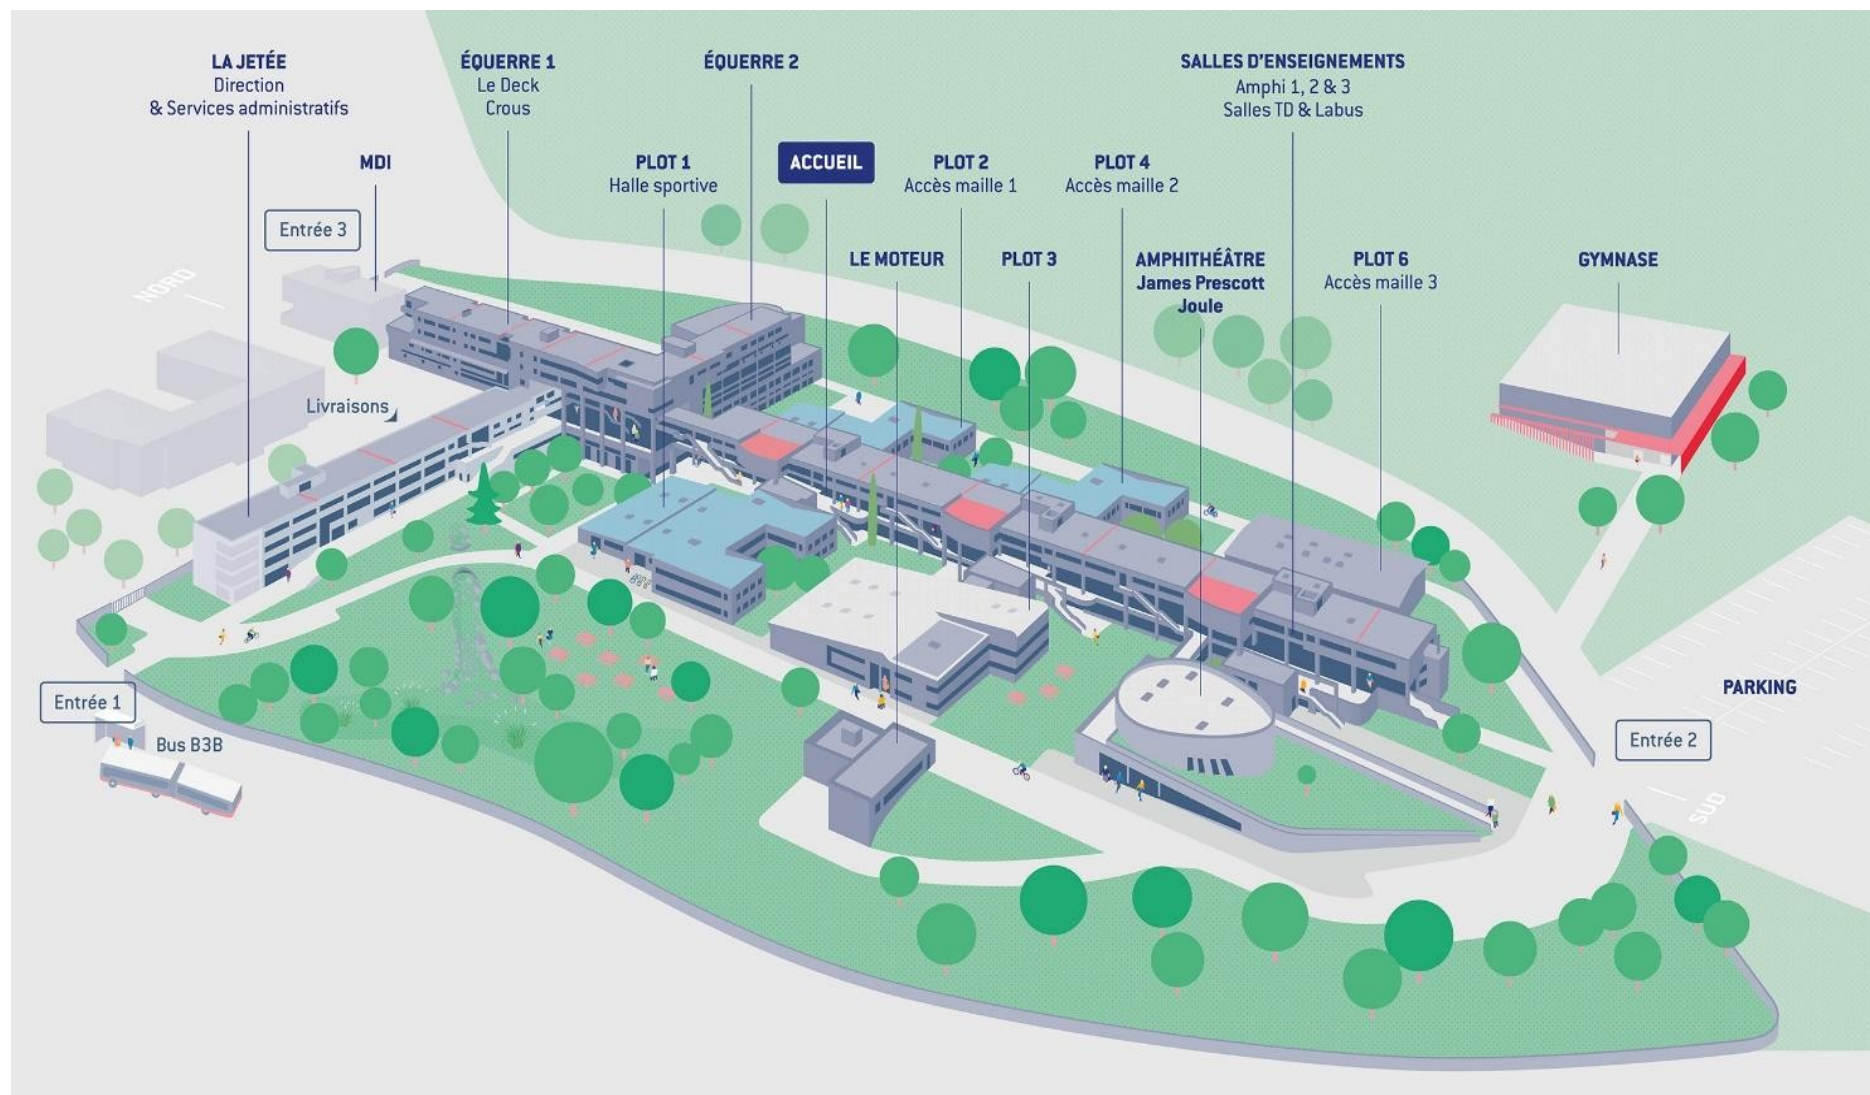 LA JETÉE
Direction
& Services administratifs
ÉQUERRE 1
Le Deck
Crous
ÉQUERRE 2
SALLES D'ENSEIGNEMENTS
Amphi 1, 2 & 3
Salles TD & Labus
MDI
PLOT 1
Halle sportive
ACCUEIL
PLOT 2
Accès maille 1
PLOT 4
Accès maille 2
Entrée 3
LE MOTEUR
PLOT 3
AMPHITHÉÂTRE
James Prescott
Joule
PLOT 6
Accès maille 3
GYMNASE
NORD
Livraisons
Entrée 1
Bus B3B
PARKING
Entrée 2
SUD